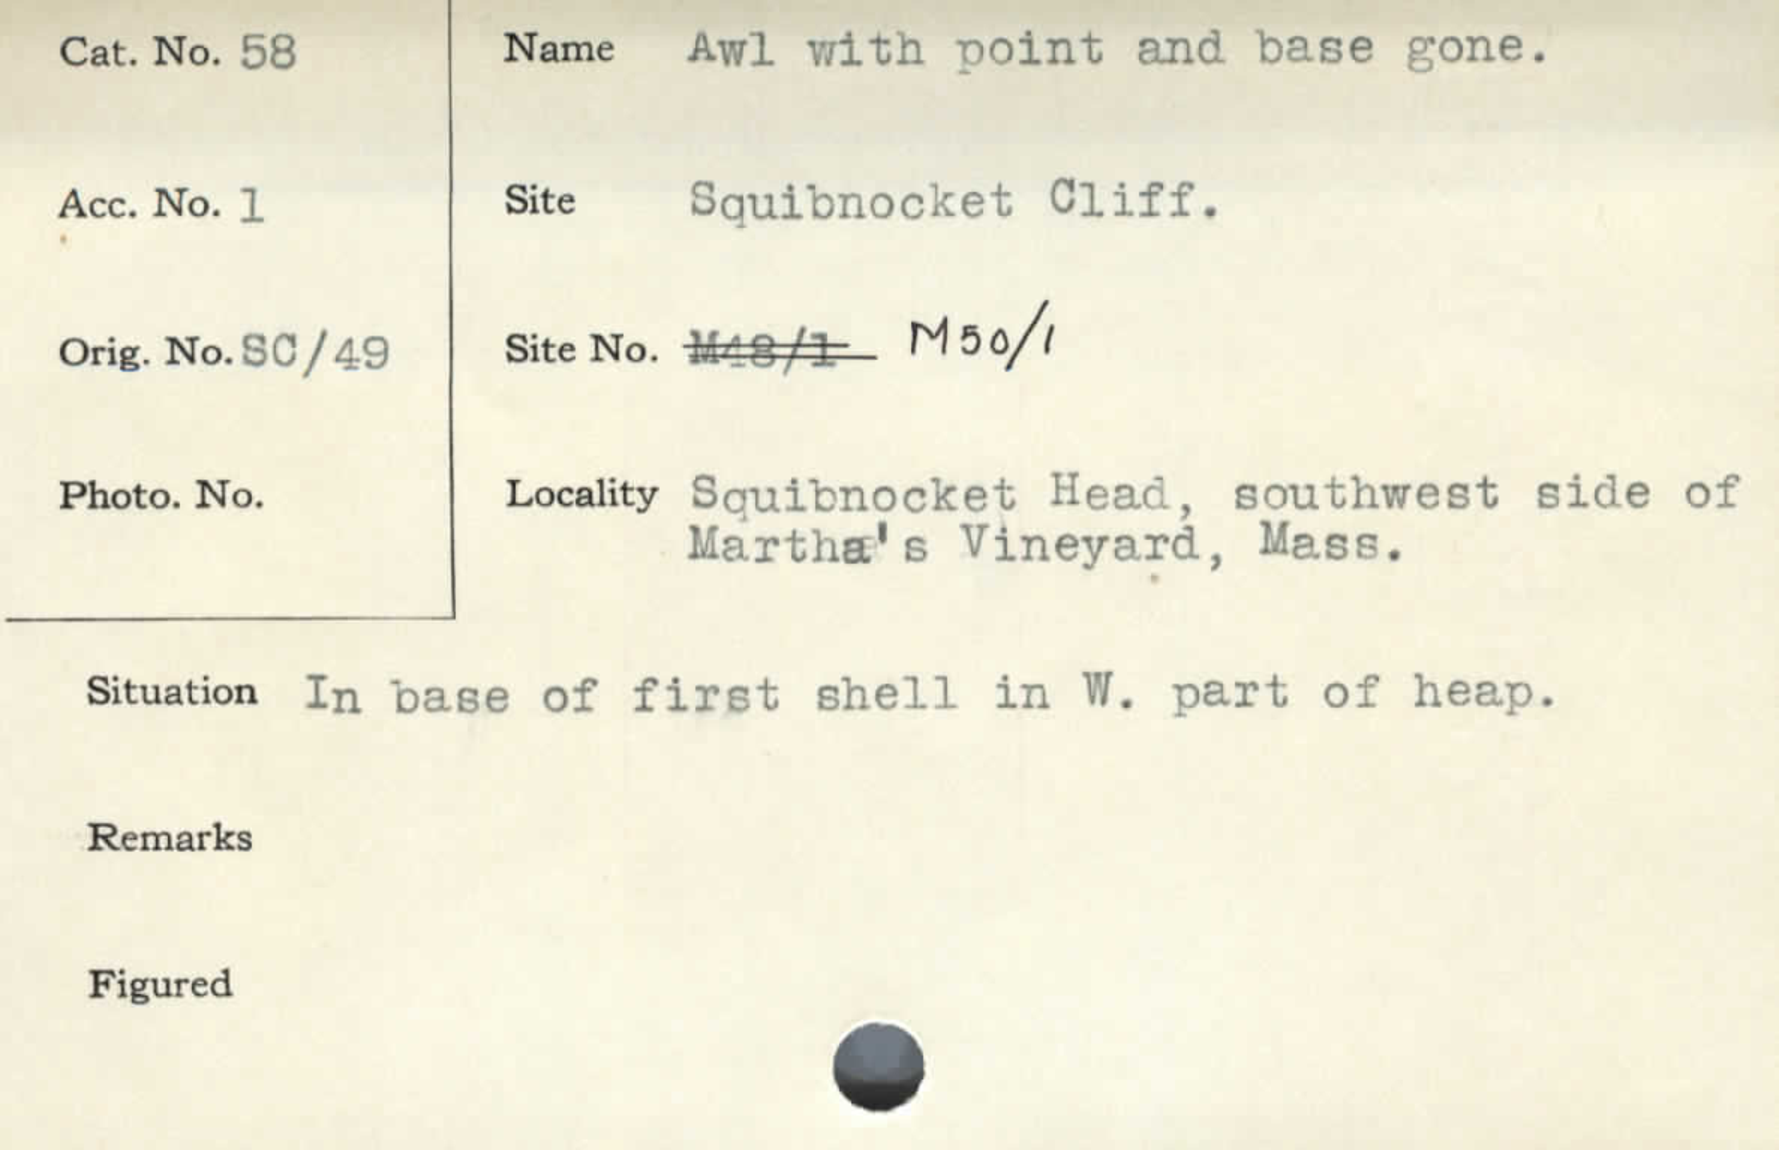 Cat. No. 58
Name Awl with point and base gone.
Acc. No. 1
Site Squibnocket Cliff.
Orig. No. SC/49
Site No. M48/1 M50/1
Photo. No.
Locality Squibnocket Head, southwest side of
Martha's Vineyard, Mass.
Situation In base of first shell in W. part of heap.
Remarks
Figured